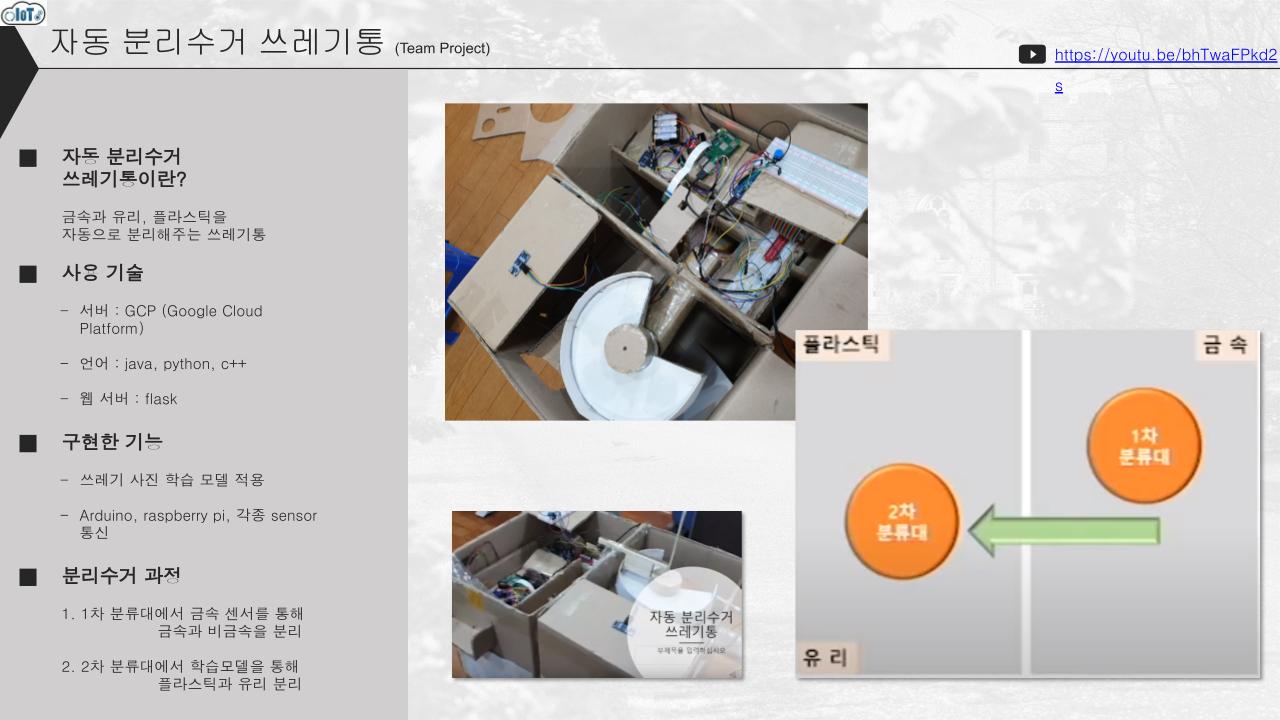 IoT
자동 분리수거 쓰레기통 (Team Project)
https://youtu.be/bhTwaFPkd2
s
■ 자동 분리수거
쓰레기통이란?
금속과 유리, 플라스틱을
자동으로 분리해주는 쓰레기통
■ 사용 기술
– 서버 : GCP (Google Cloud
Platform)
– 언어 : java, python, c++
– 웹 서버 : flask
■ 구현한 기능
– 쓰레기 사진 학습 모델 적용
– Arduino, raspberry pi, 각종 sensor
통신
■ 분리수거 과정
1. 1차 분류대에서 금속 센서를 통해
금속과 비금속을 분리
2. 2차 분류대에서 학습모델을 통해
플라스틱과 유리 분리
자동 분리수거
쓰레기통
부제목을 입력하십시오
플라스틱
금 속
1차
분류대
2차
분류대
유 리